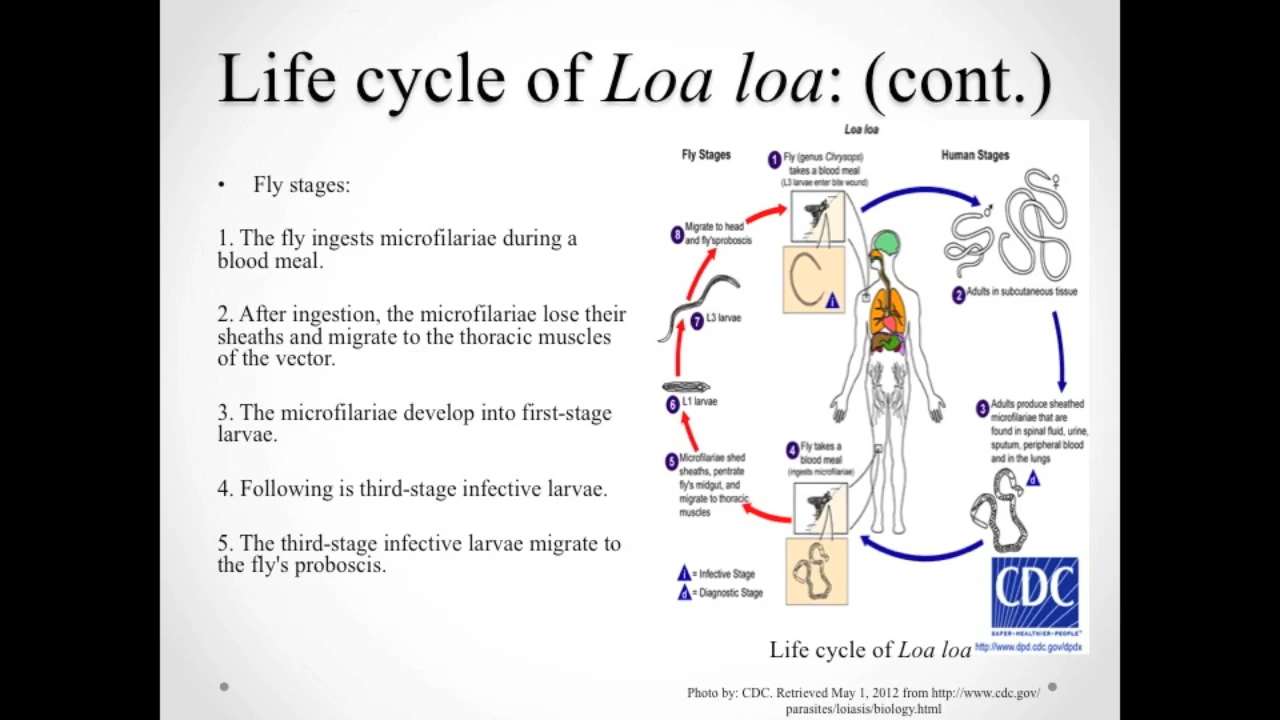 Life cycle of Loa loa: (cont.)
• Fly stages:
1. The fly ingests microfilariae during a
blood meal.
2. After ingestion, the microfilariae lose their
sheaths and migrate to the thoracic muscles
of the vector.
3. The microfilariae develop into first-stage
larvae.
4. Following is third-stage infective larvae.
5. The third-stage infective larvae migrate to
the fly's proboscis.
Loa loa
Fly Stages
Human Stages
1 Fly (genus Chrysops)
takes a blood meal
(L3 larvae enter bite wound)
i
2 Adults in subcutaneous tissue
3 Adults produce sheathed
microfilariae that are
found in spinal fluid, urine,
sputum, peripheral blood
and in the lungs
d
4 Fly takes a
blood meal
(ingests microfilariae)
5 Microfilariae shed
sheaths, pentrate
fly's midgut, and
migrate to thoracic
muscles
6 L1 larvae
7 L3 larvae
8 Migrate to head
and fly'sproboscis
i = Infective Stage
d = Diagnostic Stage
CDC
SAFER•HEALTHIER•PEOPLE™
http://www.dpd.cdc.gov/dpdx
Life cycle of Loa loa
Photo by: CDC. Retrieved May 1, 2012 from http://www.cdc.gov/
parasites/loiasis/biology.html